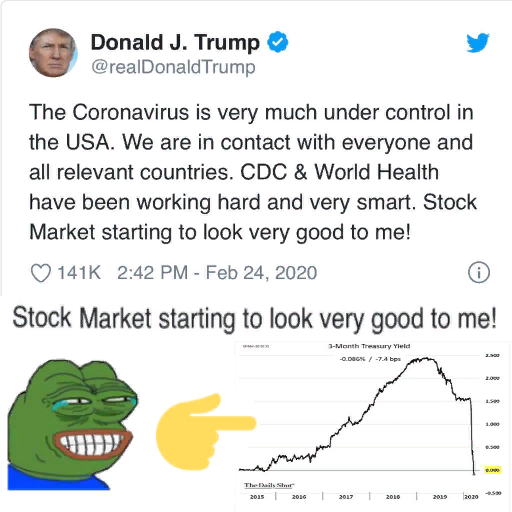 Donald J. Trump
@realDonaldTrump
The Coronavirus is very much under control in
the USA. We are in contact with everyone and
all relevant countries. CDC & World Health
have been working hard and very smart. Stock
Market starting to look very good to me!
141K 2:42 PM - Feb 24, 2020
Stock Market starting to look very good to me!
3-Month Treasury Yield
-0.086% / -7.4 bps
2.500
2.000
1.500
1.000
0.500
0.000
-0.500
The Daily Shot
2015 2016 2017 2018 2019 2020